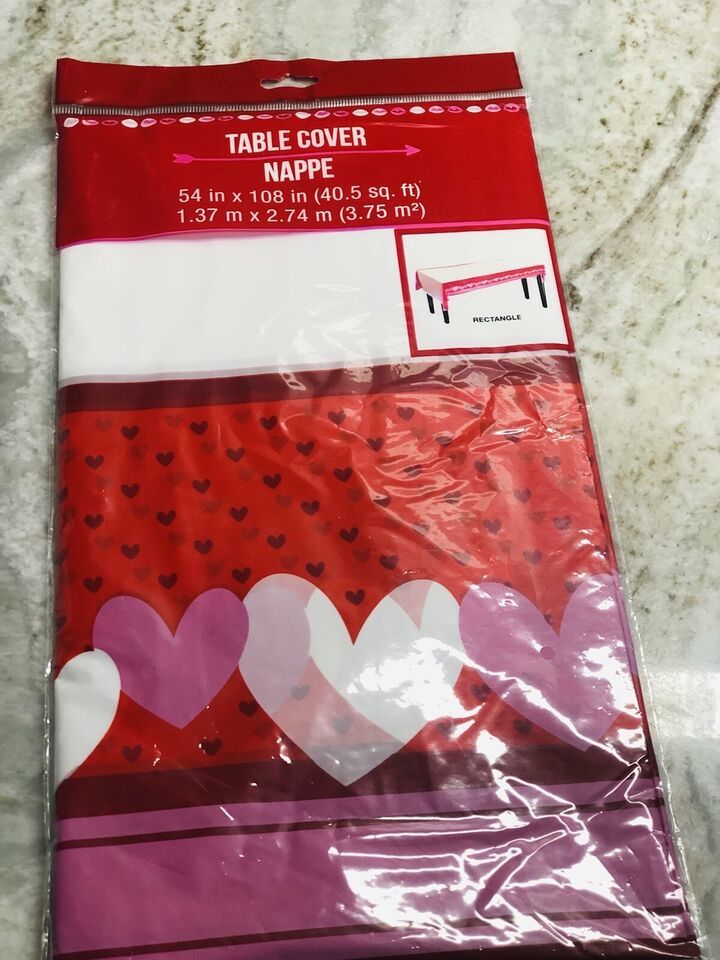 TABLE COVER
NAPPE
54 in x 108 in (40.5 sq. ft)
1.37 m x 2.74 m (3.75 m²)
RECTANGLE